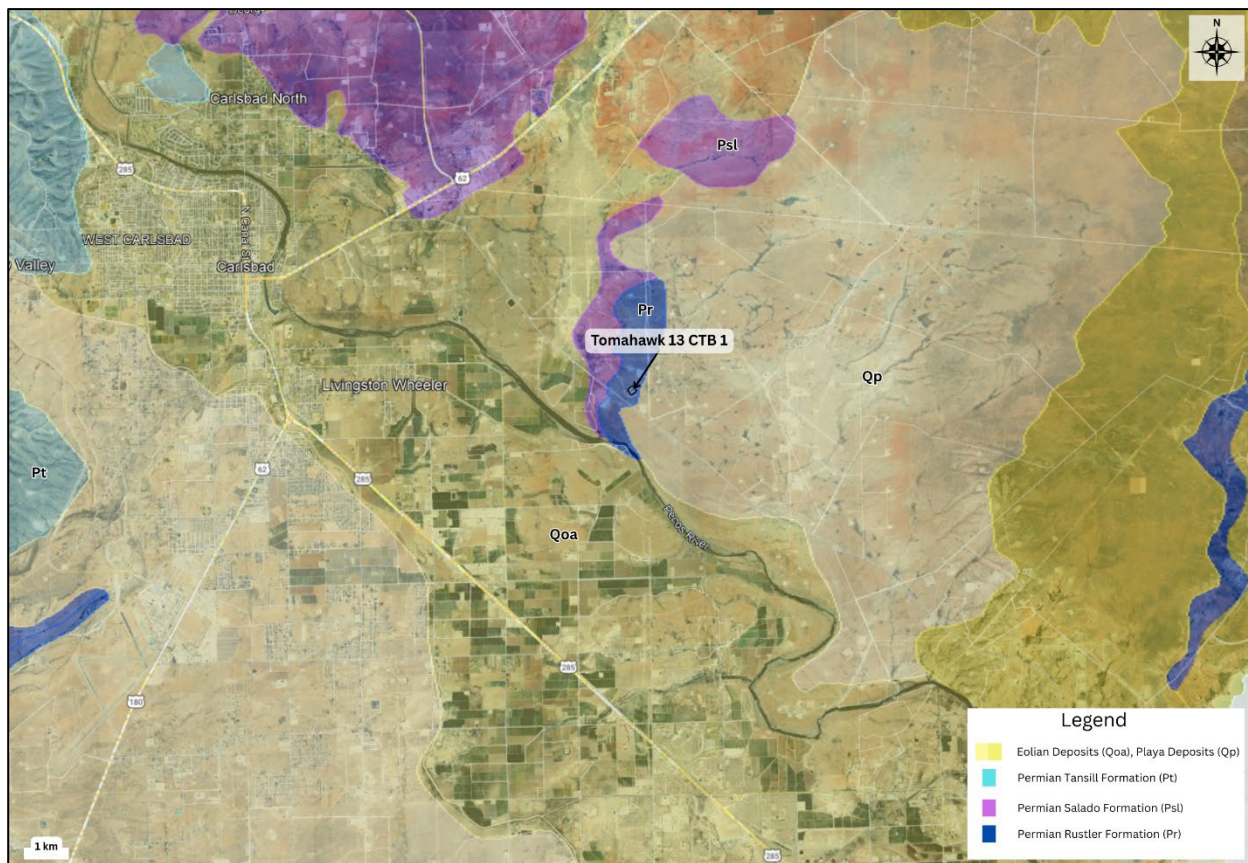 N
Carlsbad North
285
Psl
62
N Canal St
WEST CARLSBAD
y Valley
Carlsbad
Pr
Tomahawk 13 CTB 1
Qp
Livingston Wheeler
Pt
62
285
Qoa
Pecos River
285
180
Legend
Eolian Deposits (Qoa), Playa Deposits (Qp)
Permian Tansill Formation (Pt)
Permian Salado Formation (Psl)
Permian Rustler Formation (Pr)
1 km
285